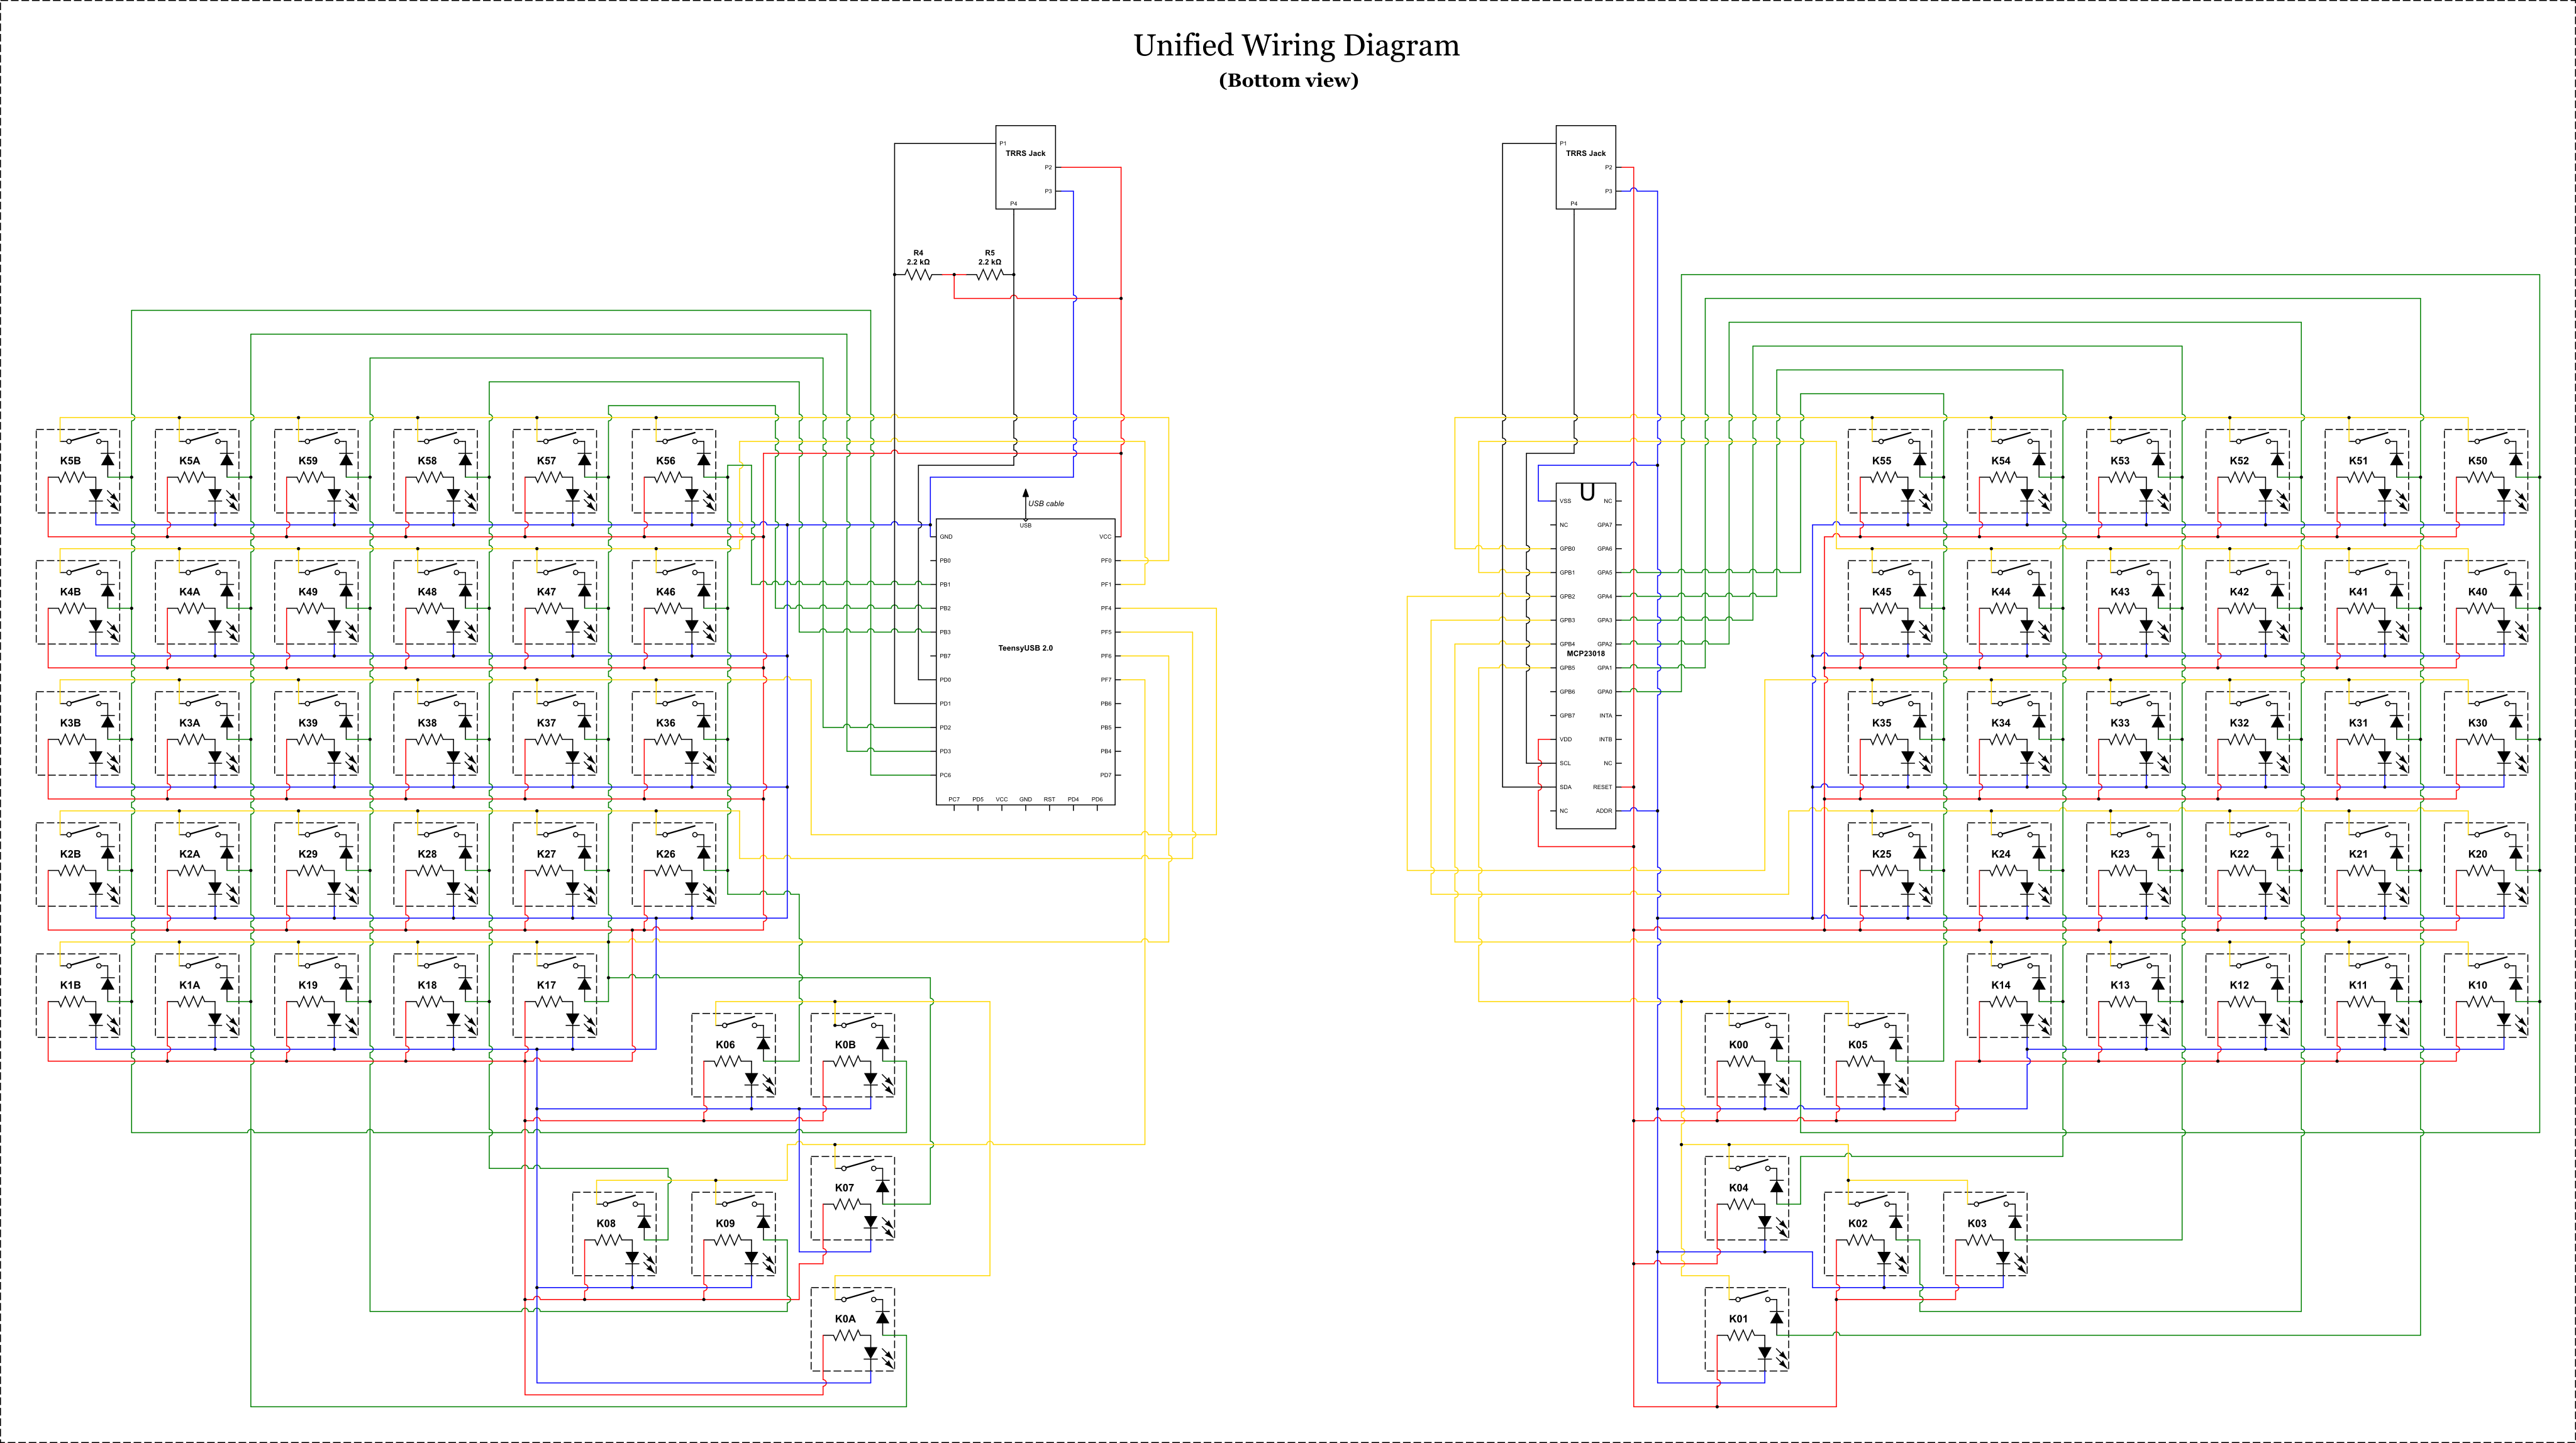 Unified Wiring Diagram
(Bottom view)
P1
TRRS Jack
P2
P3
P4
P1
TRRS Jack
P2
P3
P4
R4
2.2 kΩ
R5
2.2 kΩ
K5B K5A K59 K58 K57 K56
K55 K54 K53 K52 K51 K50
K4B K4A K49 K48 K47 K46
K45 K44 K43 K42 K41 K40
K3B K3A K39 K38 K37 K36
K35 K34 K33 K32 K31 K30
K2B K2A K29 K28 K27 K26
K25 K24 K23 K22 K21 K20
K1B K1A K19 K18 K17
K14 K13 K12 K11 K10
K06 K0B
K00 K05
K07
K04
K08 K09
K02 K03
K0A
K01
USB cable
USB
GND VCC
PB0 PF0
PB1 PF1
PB2 PF4
PB3 PF5
TeensyUSB 2.0
PB7 PF6
PD0 PF7
PD1 PB6
PD2 PB5
PD3 PB4
PC6 PD7
PC7 PD5 VCC GND RST PD4 PD6
U
VSS NC
NC GPA7
GPB0 GPA6
GPB1 GPA5
GPB2 GPA4
GPB3 GPA3
GPB4 GPA2
MCP23018
GPB5 GPA1
GPB6 GPA0
GPB7 INTA
VDD INTB
SCL NC
SDA RESET
NC ADDR